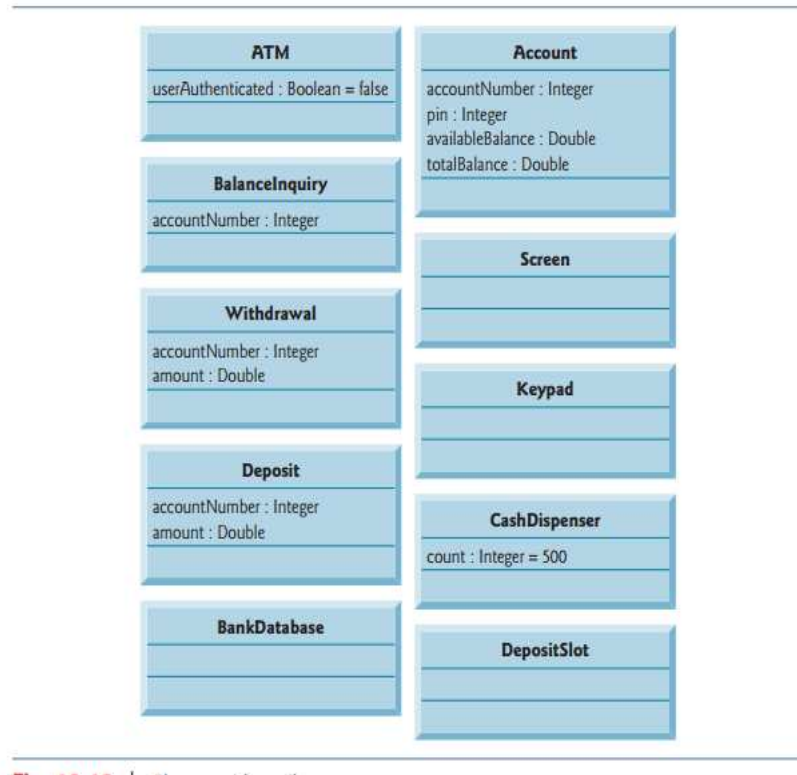 ATM
userAuthenticated : Boolean = false
BalanceInquiry
accountNumber : Integer
Withdrawal
accountNumber : Integer
amount : Double
Deposit
accountNumber : Integer
amount : Double
BankDatabase
Account
accountNumber : Integer
pin : Integer
availableBalance : Double
totalBalance : Double
Screen
Keypad
CashDispenser
count : Integer = 500
DepositSlot